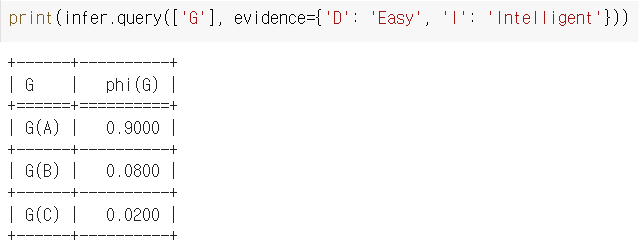 print(infer.query(['G'], evidence={'D': 'Easy', 'I': 'Intelligent'}))
+------+----------+
| G    |   phi(G) |
+======+==========+
| G(A) |   0.9000 |
+------+----------+
| G(B) |   0.0800 |
+------+----------+
| G(C) |   0.0200 |
+------+----------+